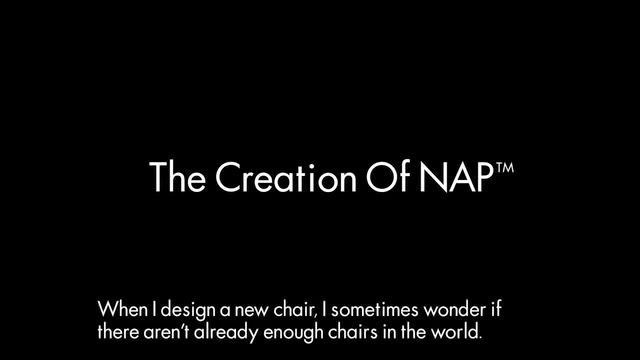 The Creation Of NAP™
When I design a new chair, I sometimes wonder if
there aren't already enough chairs in the world.